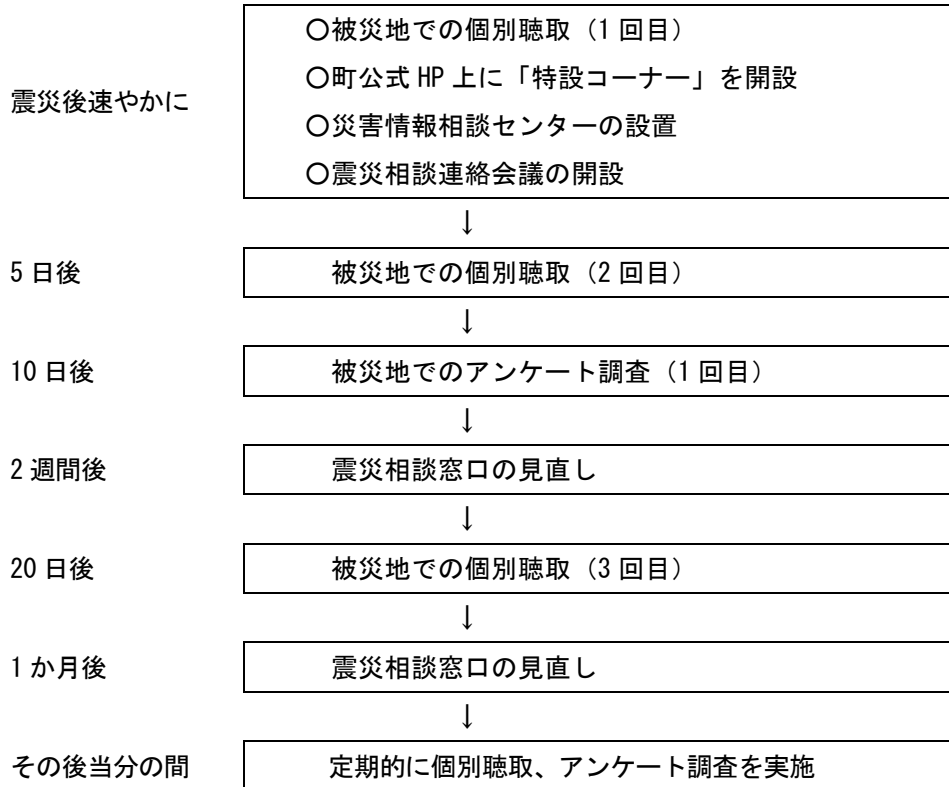 〇被災地での個別聴取（1回目）
〇町公式HP上に「特設コーナー」を開設
震災後速やかに
〇災害情報相談センターの設置
〇震災相談連絡会議の開設
↓
5日後 被災地での個別聴取（2回目）
↓
10日後 被災地でのアンケート調査（1回目）
↓
2週間後 震災相談窓口の見直し
↓
20日後 被災地での個別聴取（3回目）
↓
1か月後 震災相談窓口の見直し
↓
その後当分の間 定期的に個別聴取、アンケート調査を実施